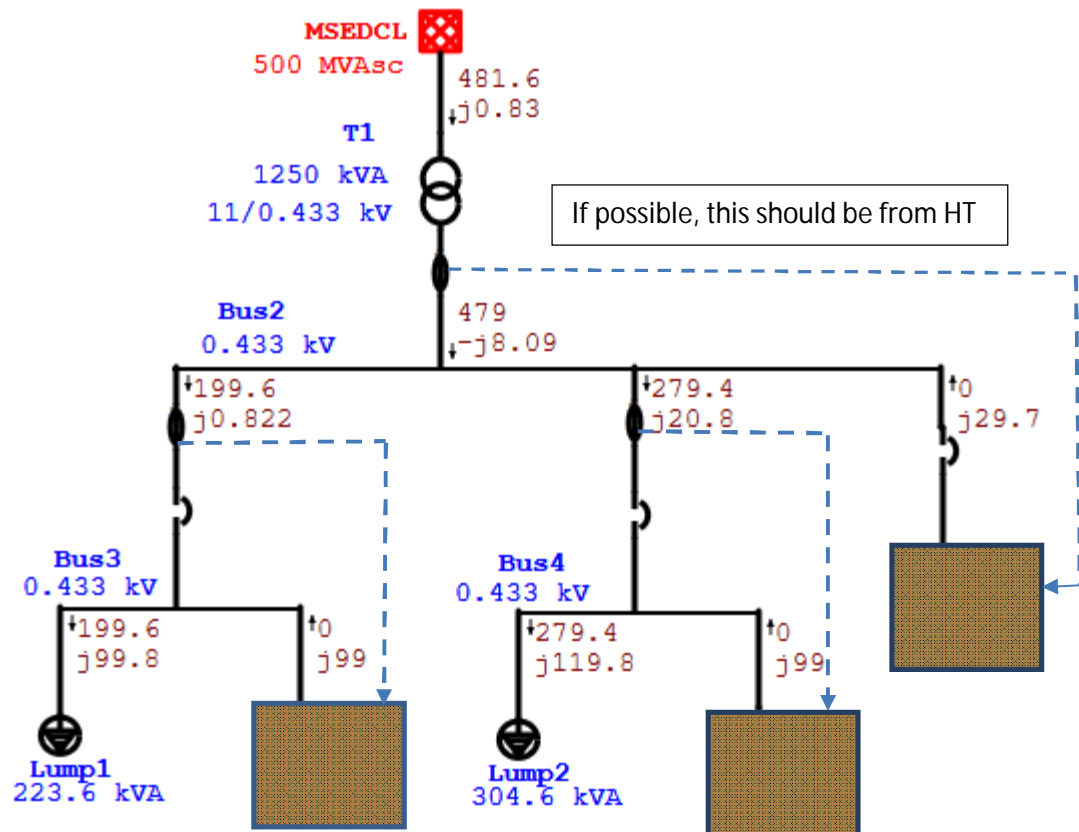 MSEDCL
500 MVAsc
481.6
j0.83
T1
1250 kVA
11/0.433 kV
If possible, this should be from HT
Bus2
0.433 kV
479
-j8.09
199.6
j0.822
279.4
j20.8
0
j29.7
Bus3
0.433 kV
Bus4
0.433 kV
199.6
j99.8
0
j99
279.4
j119.8
0
j99
Lump1
223.6 kVA
Lump2
304.6 kVA